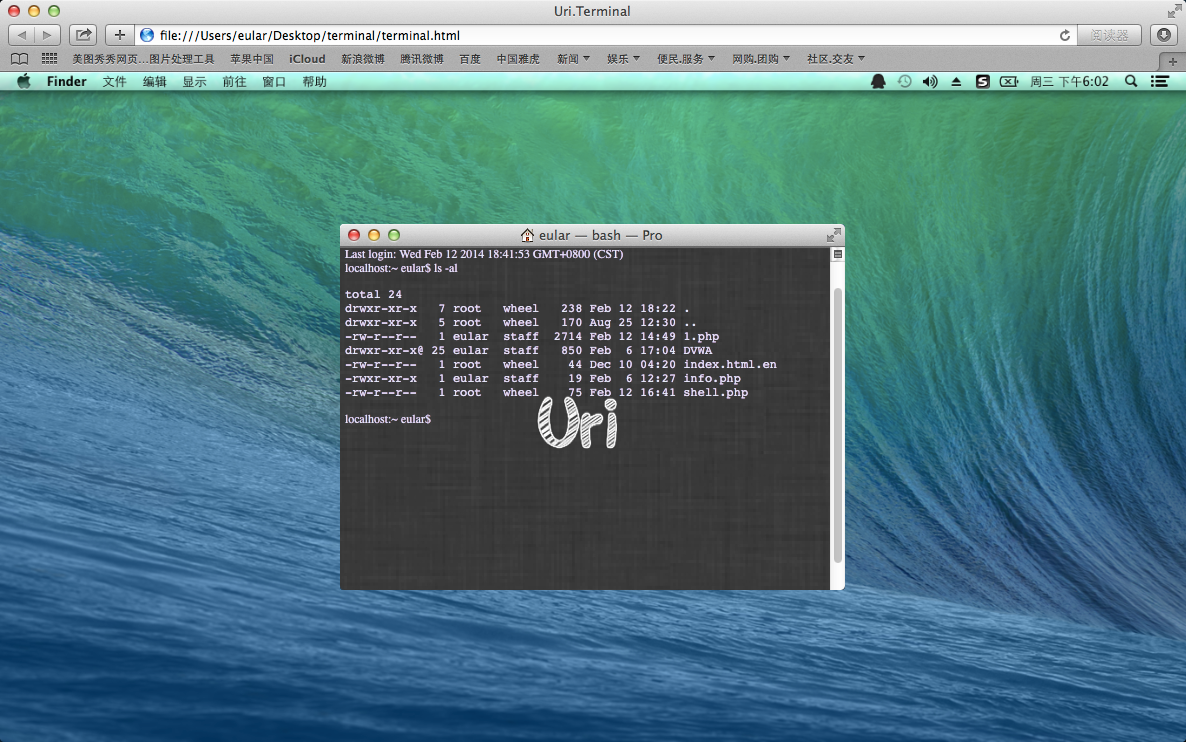 Uri.Terminal
file:///Users/eular/Desktop/terminal/terminal.html
阅读器
美图秀秀网页…图片处理工具 苹果中国 iCloud 新浪微博 腾讯微博 百度 中国雅虎 新闻 娱乐 便民.服务 网购.团购 社区.交友
Finder 文件 编辑 显示 前往 窗口 帮助 周三 下午6:02
eular — bash — Pro
Last login: Wed Feb 12 2014 18:41:53 GMT+0800 (CST)
localhost:~ eular$ ls -al
total 24
drwxr-xr-x   7 root   wheel   238 Feb 12 18:22 .
drwxr-xr-x   5 root   wheel   170 Aug 25 12:30 ..
-rw-r--r--   1 eular  staff  2714 Feb 12 14:49 1.php
drwxr-xr-x@ 25 eular  staff   850 Feb  6 17:04 DVWA
-rw-r--r--   1 root   wheel    44 Dec 10 04:20 index.html.en
-rwxr-xr-x   1 eular  staff    19 Feb  6 12:27 info.php
-rw-r--r--   1 root   wheel    75 Feb 12 16:41 shell.php
localhost:~ eular$
Uri